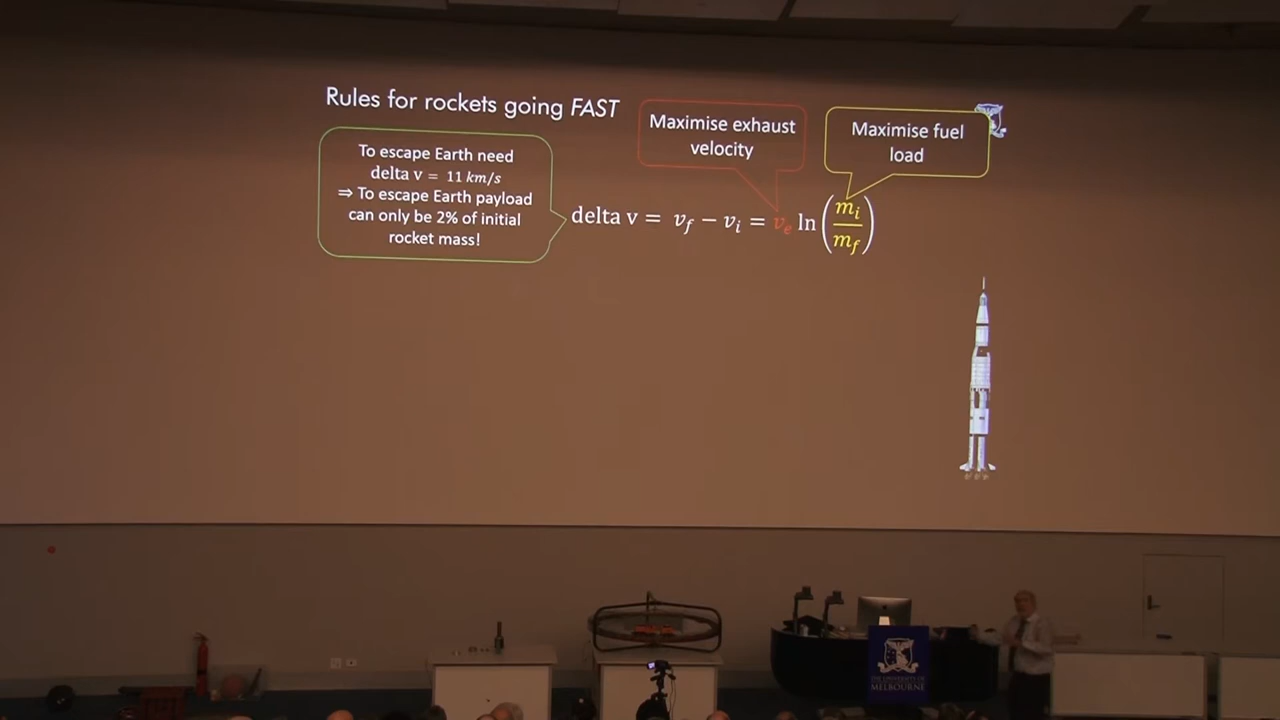 Rules for rockets going FAST
To escape Earth need
delta v = 11 km/s
⇒ To escape Earth payload
can only be 2% of initial
rocket mass!
Maximise exhaust
velocity
Maximise fuel
load
delta v = v_f − v_i = v_e ln(m_i/m_f)
THE UNIVERSITY OF
MELBOURNE